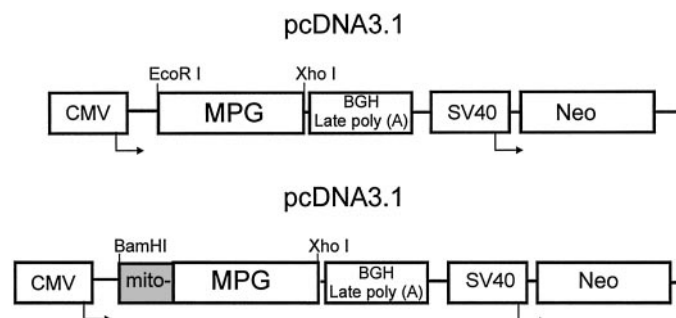 pcDNA3.1
EcoR I
Xho I
CMV
MPG
BGH
Late poly (A)
SV40
Neo
pcDNA3.1
BamHI
Xho I
CMV
mito-
MPG
BGH
Late poly (A)
SV40
Neo